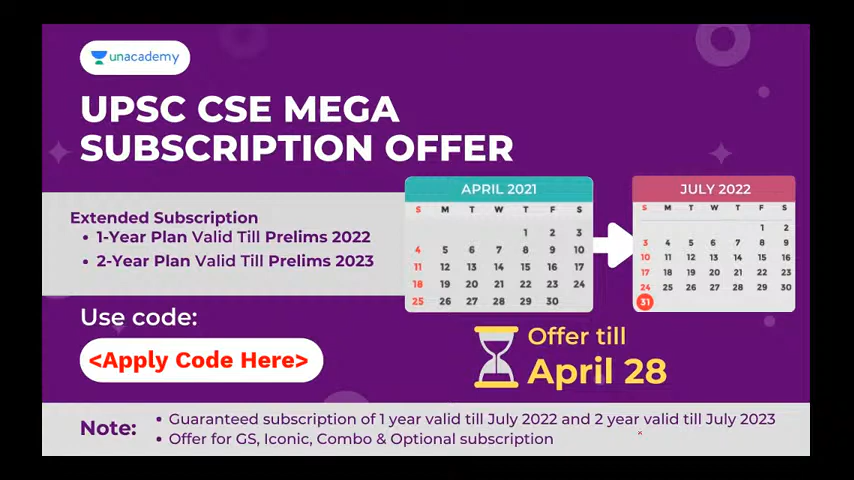 unacademy
UPSC CSE MEGA
SUBSCRIPTION OFFER
Extended Subscription
• 1-Year Plan Valid Till Prelims 2022
• 2-Year Plan Valid Till Prelims 2023
APRIL 2021
S M T W T F S
1 2 3
4 5 6 7 8 9 10
11 12 13 14 15 16 17
18 19 20 21 22 23 24
25 26 27 28 29 30
JULY 2022
S M T W T F S
1 2
3 4 5 6 7 8 9
10 11 12 13 14 15 16
17 18 19 20 21 22 23
24 25 26 27 28 29 30
31
Use code:
<Apply Code Here>
Offer till
April 28
Note:
• Guaranteed subscription of 1 year valid till July 2022 and 2 year valid till July 2023
• Offer for GS, Iconic, Combo & Optional subscription